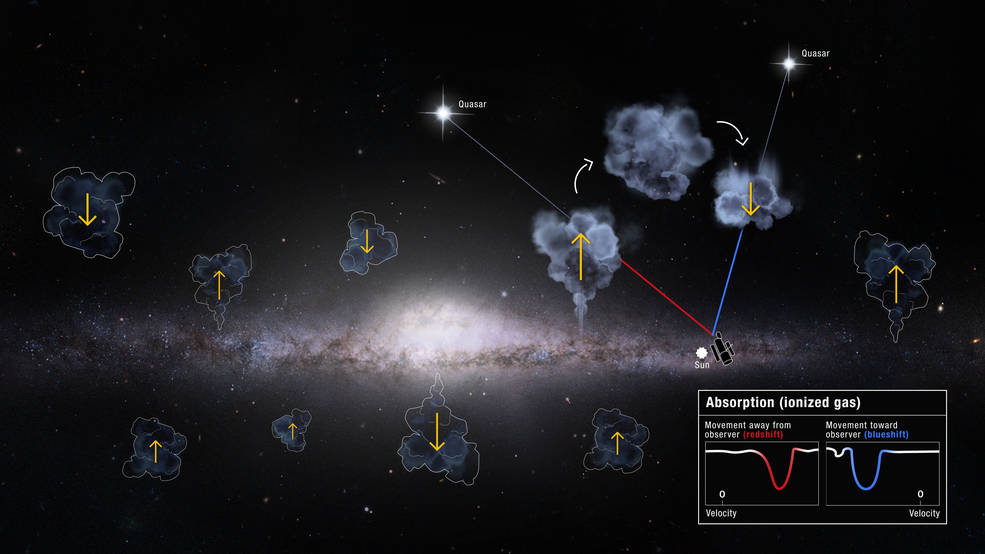 Quasar
Quasar
Sun
Absorption (ionized gas)
Movement away from
observer (redshift)
0
Velocity
Movement toward
observer (blueshift)
0
Velocity